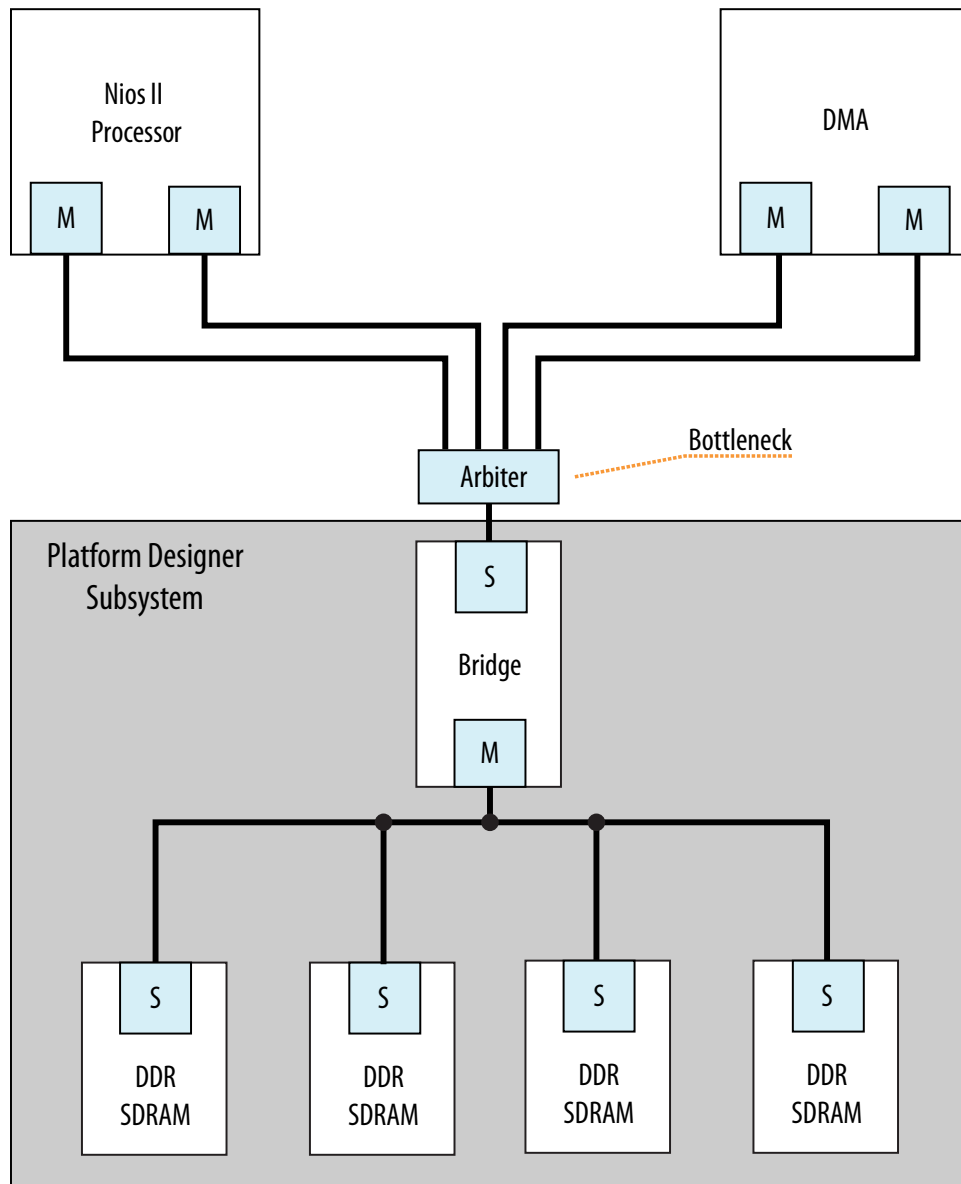 Nios II
Processor
DMA
M
M
M
M
Bottleneck
Arbiter
Platform Designer
Subsystem
S
Bridge
M
S
S
S
S
DDR
SDRAM
DDR
SDRAM
DDR
SDRAM
DDR
SDRAM